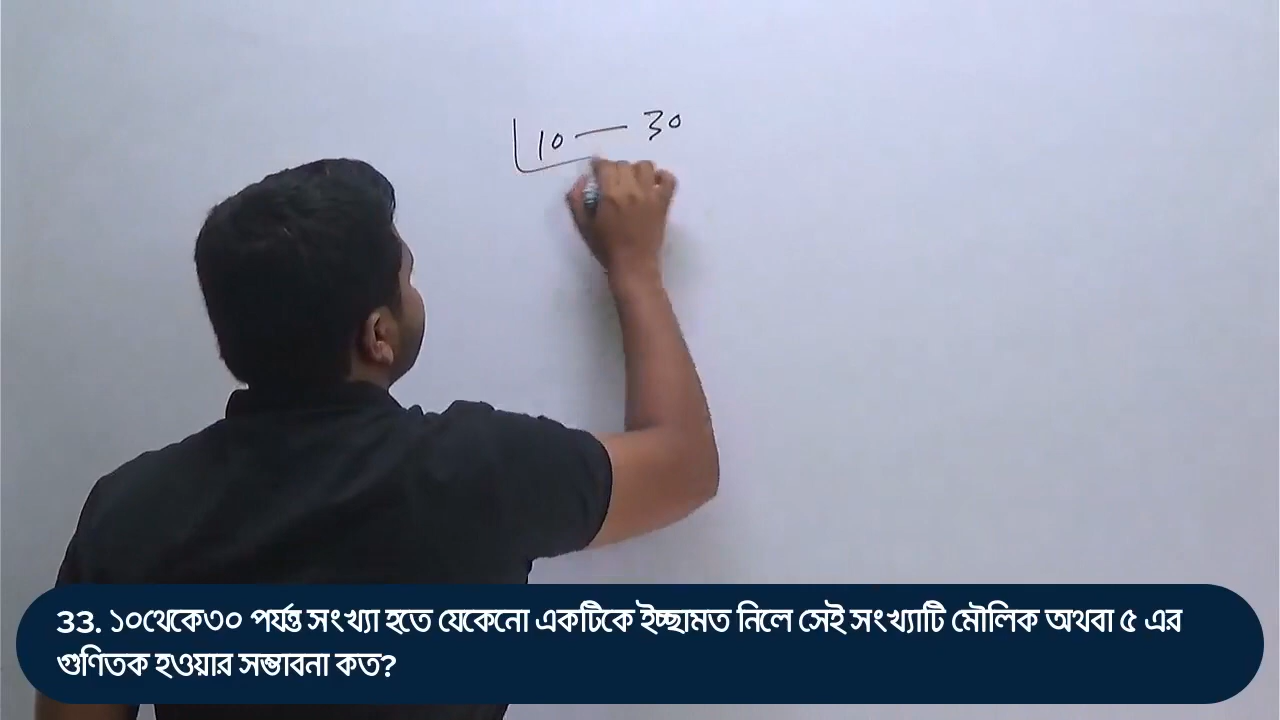 10 — 30
33. ১০থেকে৩০ পর্যন্ত সংখ্যা হতে যেকেনো একটিকে ইচ্ছামত নিলে সেই সংখ্যাটি মৌলিক অথবা ৫ এর
গুণিতক হওয়ার সম্ভাবনা কত?